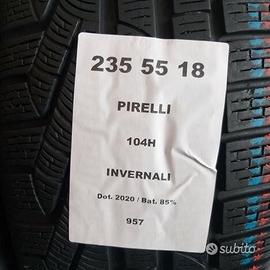 235 55 18
PIRELLI
104H
INVERNALI
Dot. 2020 / Bat. 85%
957
subito